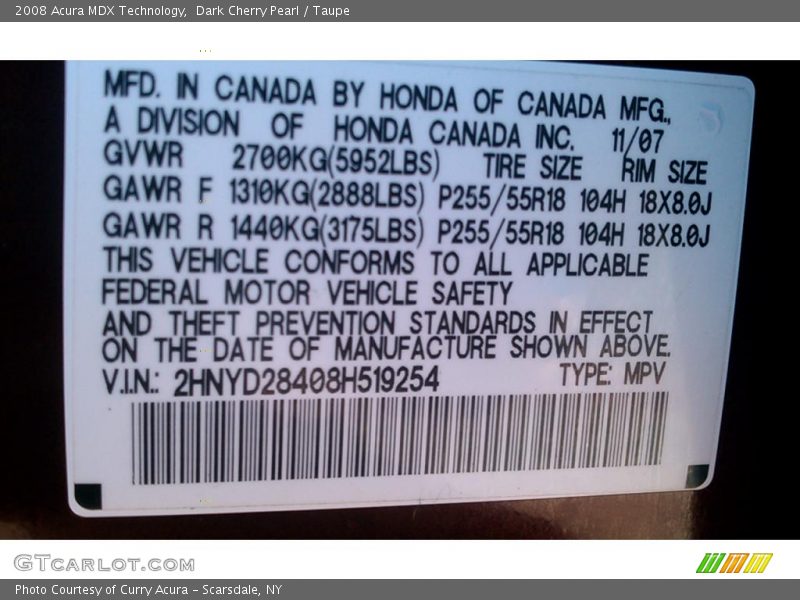 2008 Acura MDX Technology,  Dark Cherry Pearl / Taupe
MFD. IN CANADA BY HONDA OF CANADA MFG.,
A DIVISION OF HONDA CANADA INC. 11/07
GVWR 2700KG(5952LBS) TIRE SIZE RIM SIZE
GAWR F 1310KG(2888LBS) P255/55R18 104H 18X8.0J
GAWR R 1440KG(3175LBS) P255/55R18 104H 18X8.0J
THIS VEHICLE CONFORMS TO ALL APPLICABLE
FEDERAL MOTOR VEHICLE SAFETY
AND THEFT PREVENTION STANDARDS IN EFFECT
ON THE DATE OF MANUFACTURE SHOWN ABOVE.
V.I.N.: 2HNYD28408H519254 TYPE: MPV
GTCARLOT.COM
Photo Courtesy of Curry Acura - Scarsdale, NY